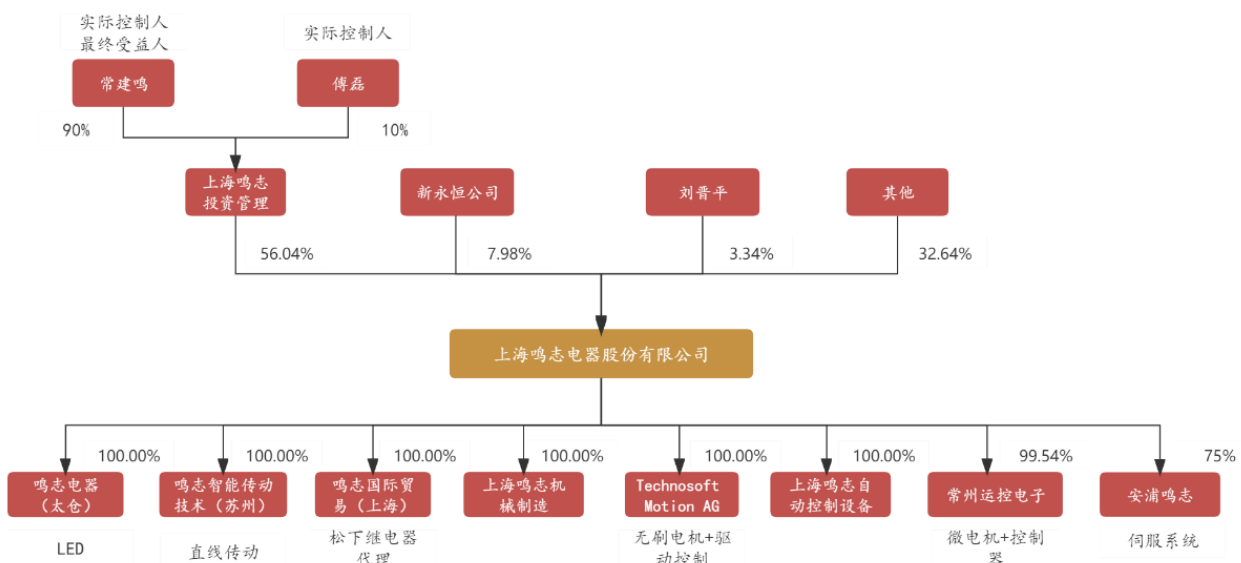 实际控制人
最终受益人
实际控制人
常建鸣
傅磊
90%
10%
上海鸣志
投资管理
新永恒公司
刘晋平
其他
56.04%
7.98%
3.34%
32.64%
上海鸣志电器股份有限公司
100.00%
100.00%
100.00%
100.00%
100.00%
100.00%
99.54%
75%
鸣志电器
（太仓）
鸣志智能传动
技术（苏州）
鸣志国际贸
易（上海）
上海鸣志机
械制造
Technosoft
Motion AG
上海鸣志自
动控制设备
常州运控电子
安浦鸣志
LED
直线传动
松下继电器
代理
无刷电机+驱
动控制
微电机+控制
器
伺服系统